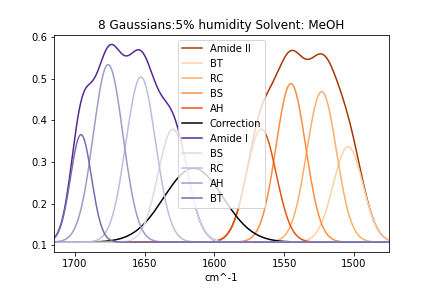 8 Gaussians:5% humidity Solvent: MeOH
0.6
0.5
0.4
0.3
0.2
0.1
Amide II
BT
RC
BS
AH
Correction
Amide I
BS
RC
AH
BT
1700 1650 1600 1550 1500
cm^-1